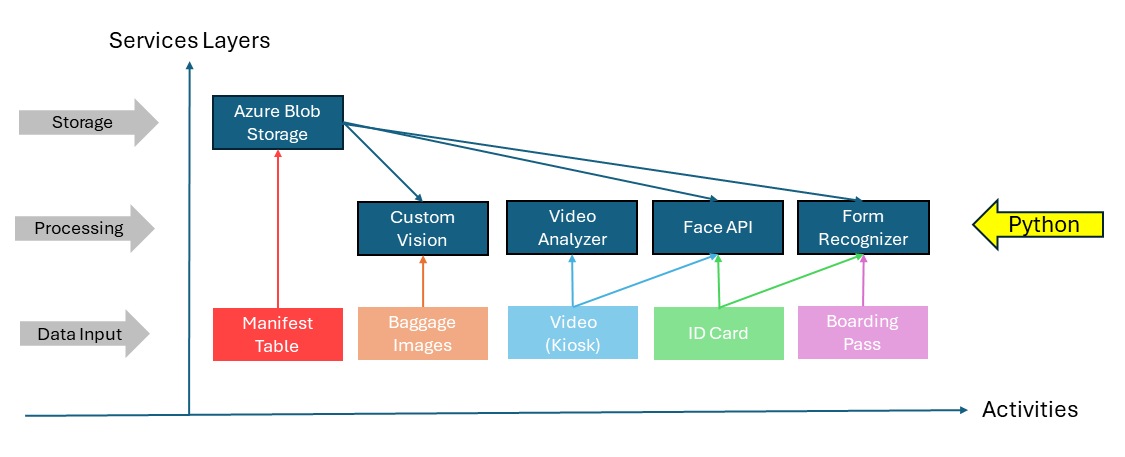 Services Layers
Storage
Azure Blob
Storage
Processing
Custom
Vision
Video
Analyzer
Face API
Form
Recognizer
Python
Data Input
Manifest
Table
Baggage
Images
Video
(Kiosk)
ID Card
Boarding
Pass
Activities